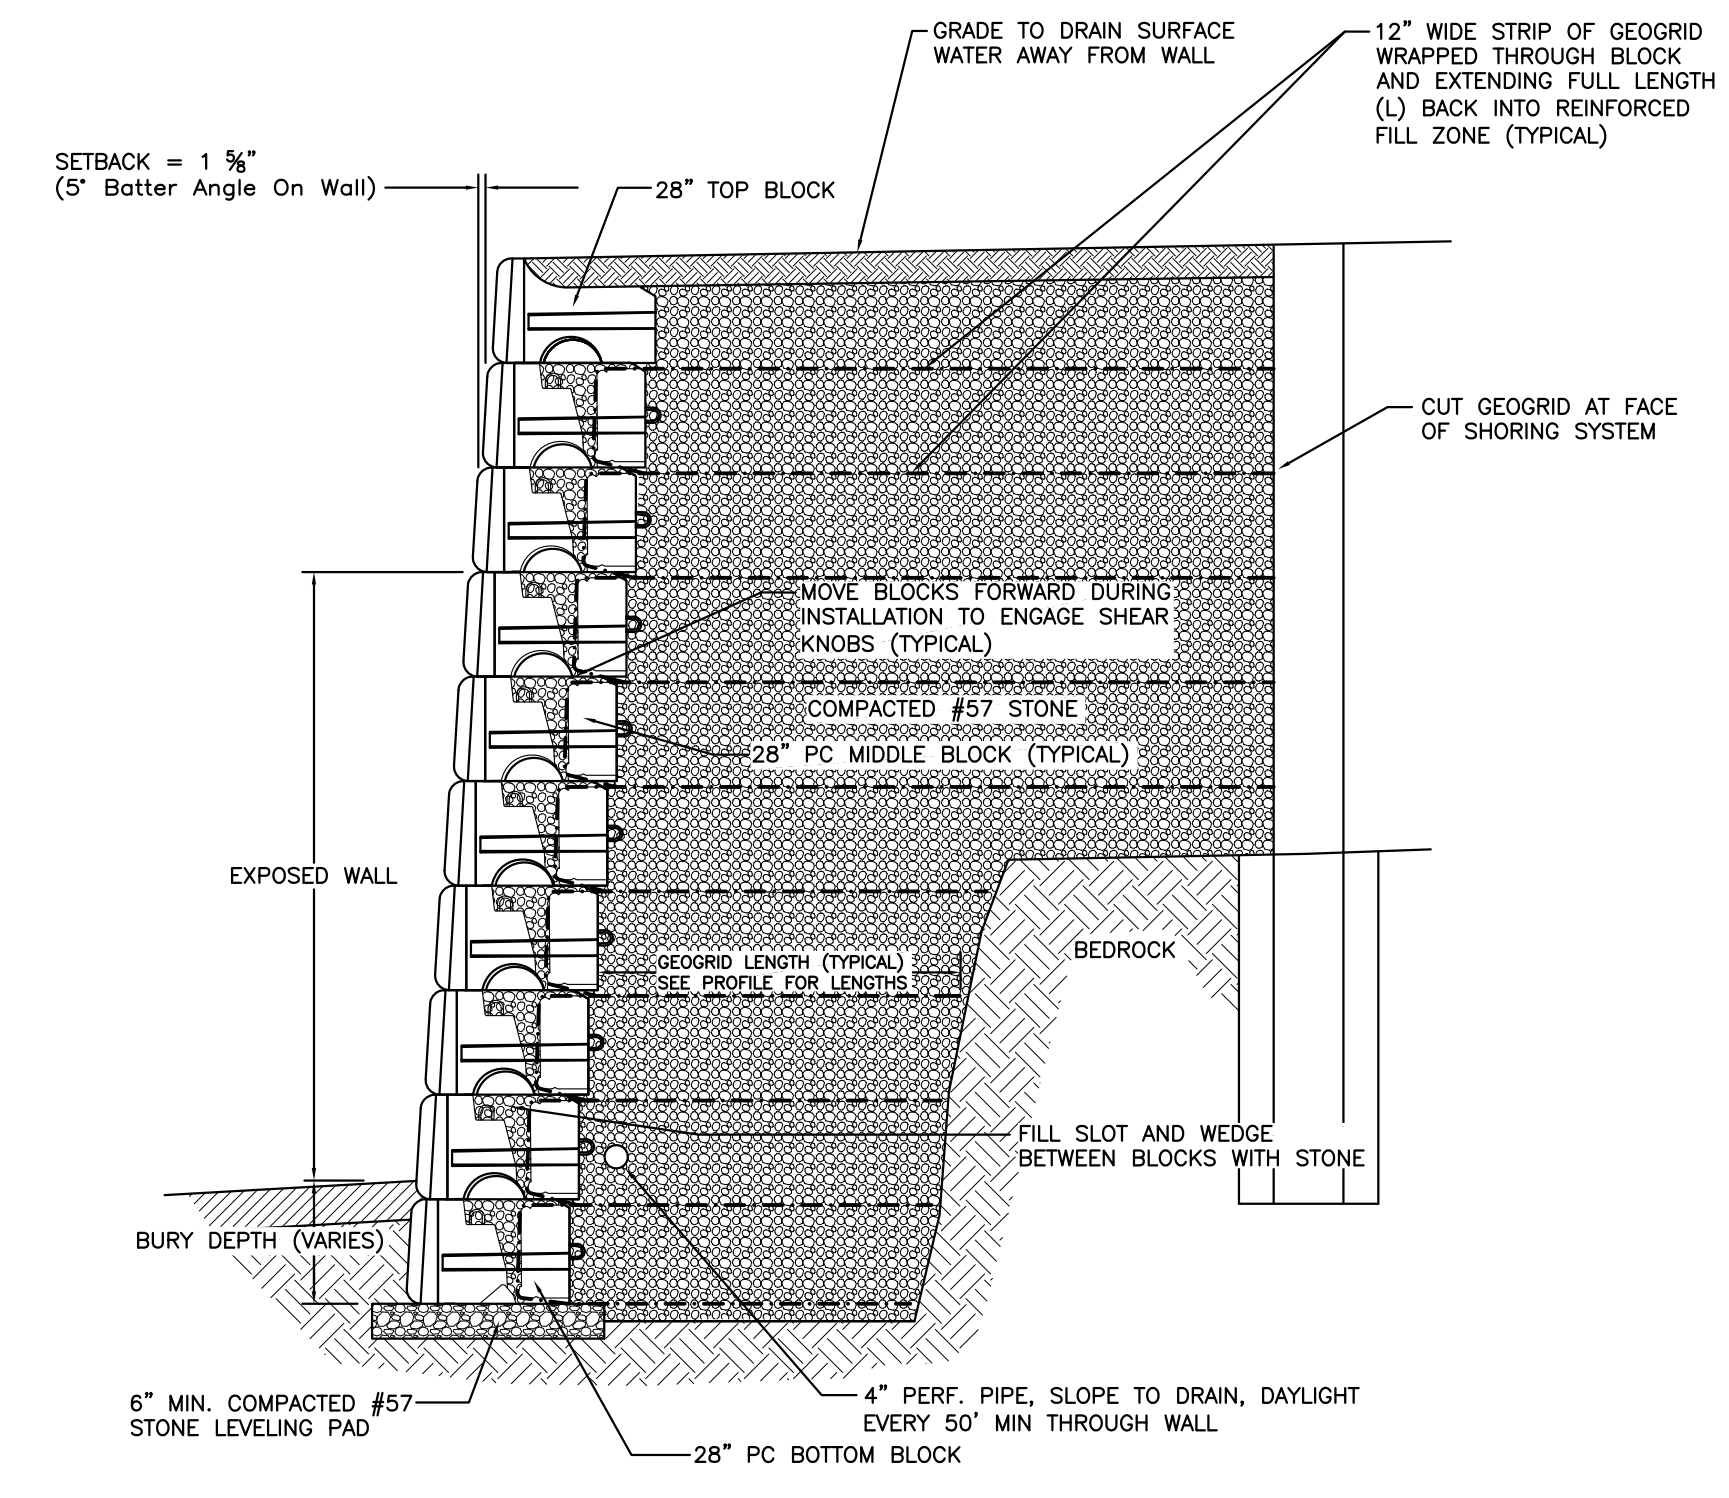 GRADE TO DRAIN SURFACE
WATER AWAY FROM WALL
12" WIDE STRIP OF GEOGRID
WRAPPED THROUGH BLOCK
AND EXTENDING FULL LENGTH
(L) BACK INTO REINFORCED
FILL ZONE (TYPICAL)
SETBACK = 1 ⅝"
(5° Batter Angle On Wall)
28" TOP BLOCK
CUT GEOGRID AT FACE
OF SHORING SYSTEM
MOVE BLOCKS FORWARD DURING
INSTALLATION TO ENGAGE SHEAR
KNOBS (TYPICAL)
COMPACTED #57 STONE
28" PC MIDDLE BLOCK (TYPICAL)
EXPOSED WALL
BEDROCK
GEOGRID LENGTH (TYPICAL)
SEE PROFILE FOR LENGTHS
FILL SLOT AND WEDGE
BETWEEN BLOCKS WITH STONE
BURY DEPTH (VARIES)
6" MIN. COMPACTED #57
STONE LEVELING PAD
4" PERF. PIPE, SLOPE TO DRAIN, DAYLIGHT
EVERY 50' MIN THROUGH WALL
28" PC BOTTOM BLOCK